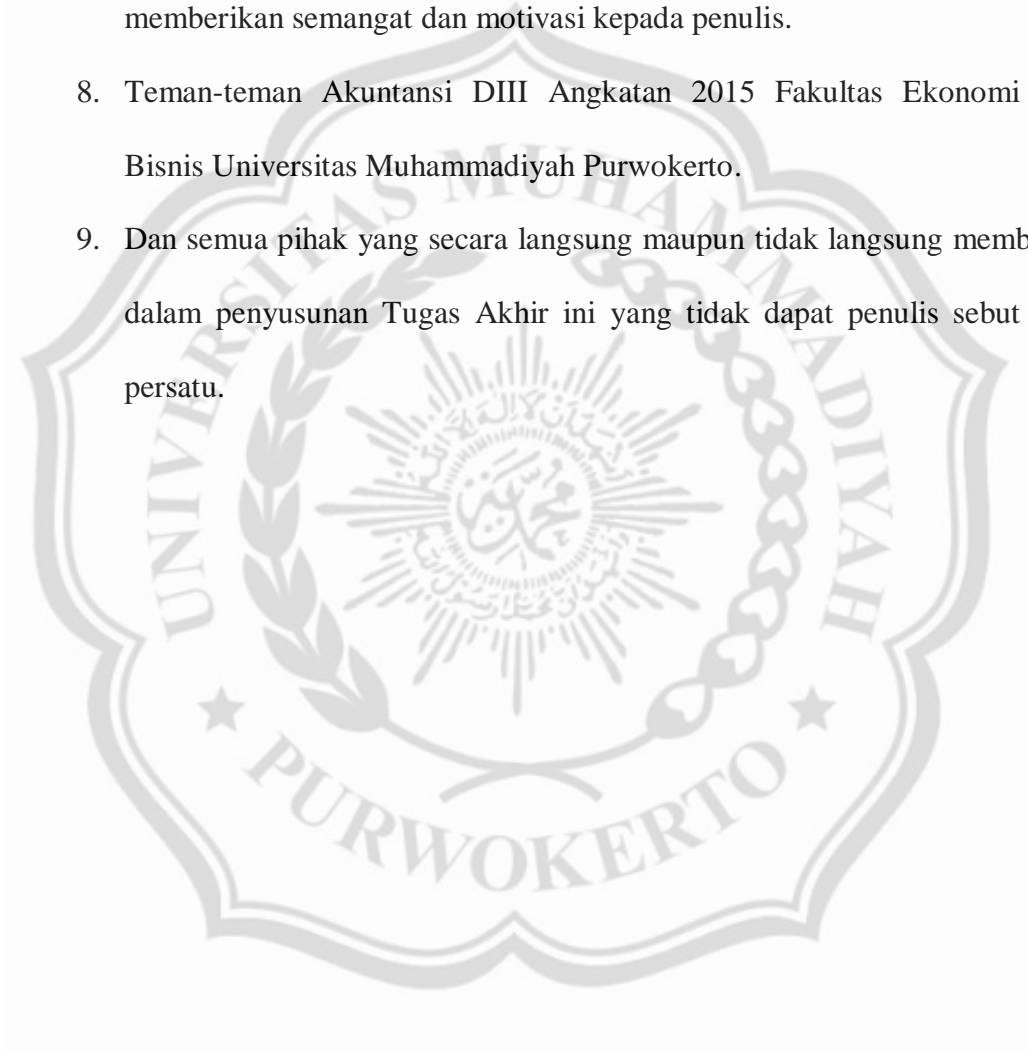 memberikan semangat dan motivasi kepada penulis.
8. Teman-teman Akuntansi DIII Angkatan 2015 Fakultas Ekonomi
Bisnis Universitas Muhammadiyah Purwokerto.
9. Dan semua pihak yang secara langsung maupun tidak langsung
dalam penyusunan Tugas Akhir ini yang tidak dapat penulis sebut
persatu.
UNIVERSITAS MUHAMMADIYAH
PURWOKERTO